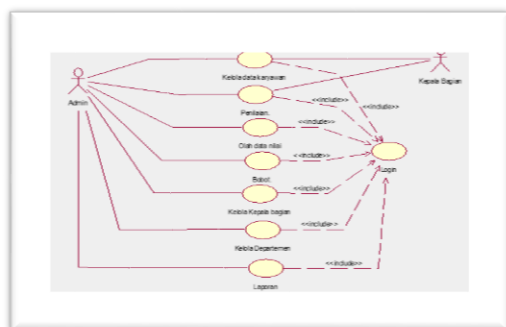 Kelola data karyawan
Kepala Bagian
Admin
<<include>>
<<include>>
Penilaian.
<<include>>
Olah data nilai
<<include>>
Login
Bobot
<<include>>
Kelola Kepala bagian
<<include>>
Kelola Departemen
<<include>>
Laporan